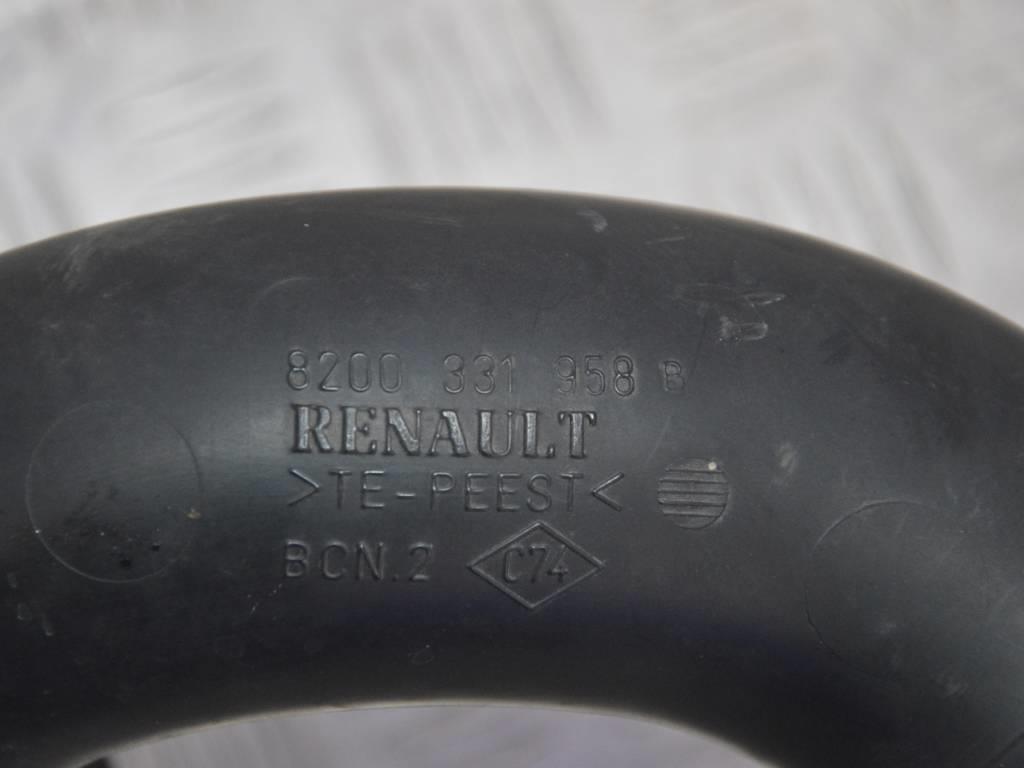 8200 331 958 B
RENAULT
>TE-PEEST<
BCN.2 C74